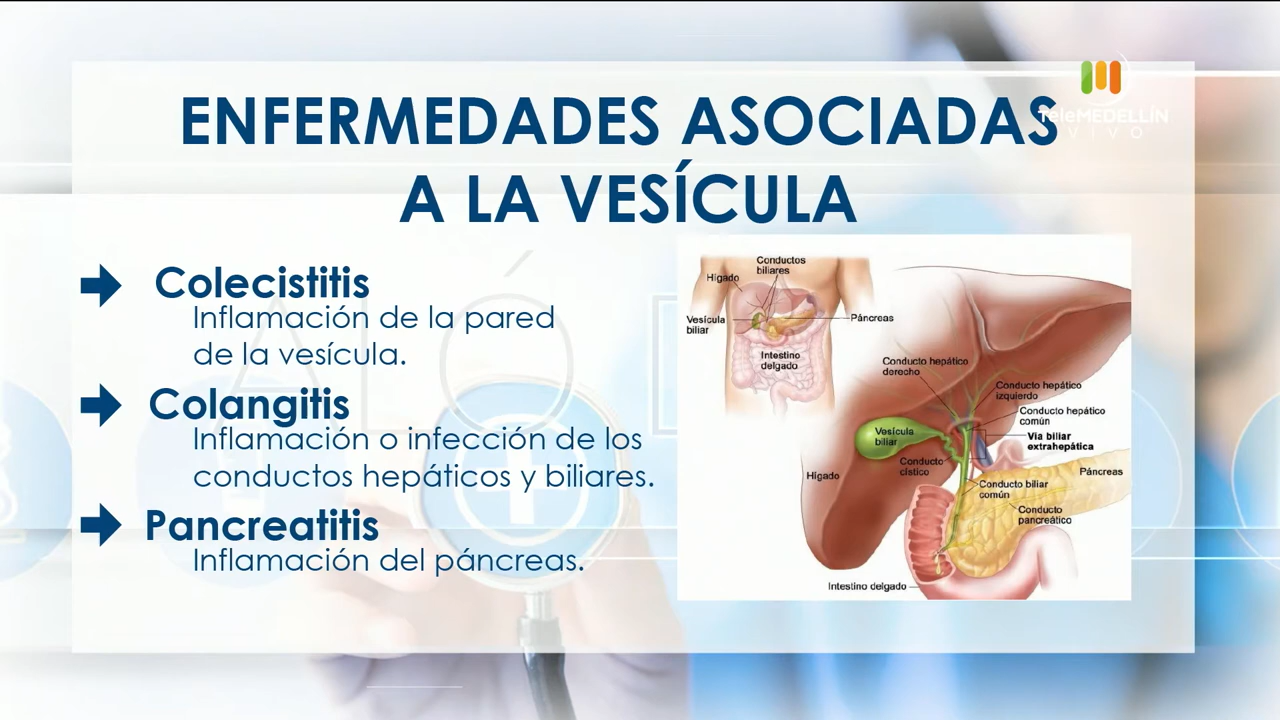 ENFERMEDADES ASOCIADAS
A LA VESÍCULA
TeleMEDELLÍN
VIVO
Colecistitis
Inflamación de la pared
de la vesícula.
Colangitis
Inflamación o infección de los
conductos hepáticos y biliares.
Pancreatitis
Inflamación del páncreas.
ALÓ
Conductos
biliares
Hígado
Vesícula
biliar
Páncreas
Intestino
delgado
Conducto hepático
derecho
Conducto hepático
izquierdo
Conducto hepático
común
Vía biliar
extrahepática
Vesícula
biliar
Conducto
cístico
Hígado
Páncreas
Conducto biliar
común
Conducto
pancreático
Intestino delgado